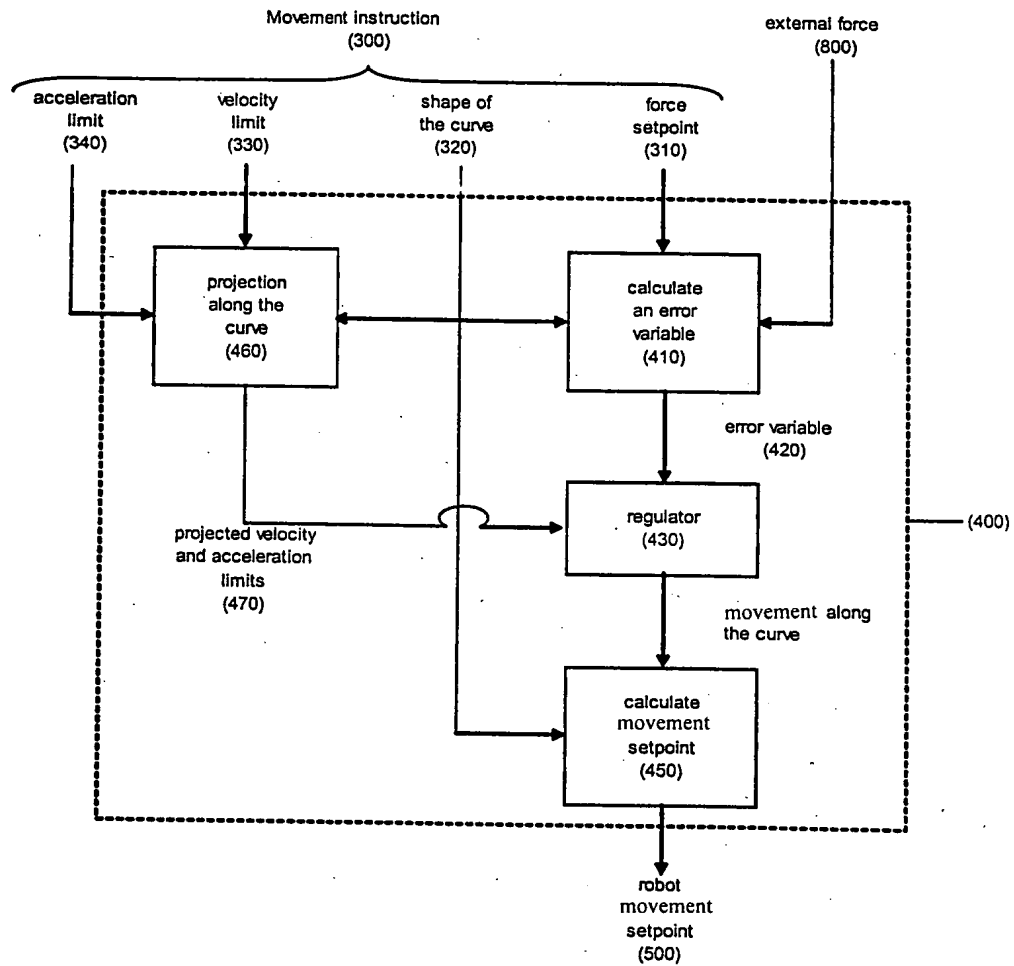 Movement instruction
(300)
external force
(800)
acceleration
limit
(340)
velocity
limit
(330)
shape of
the curve
(320)
force
setpoint
(310)
projection
along the
curve
(460)
calculate
an error
variable
(410)
error variable
(420)
regulator
(430)
(400)
projected velocity
and acceleration
limits
(470)
movement along
the curve
calculate
movement
setpoint
(450)
robot
movement
setpoint
(500)